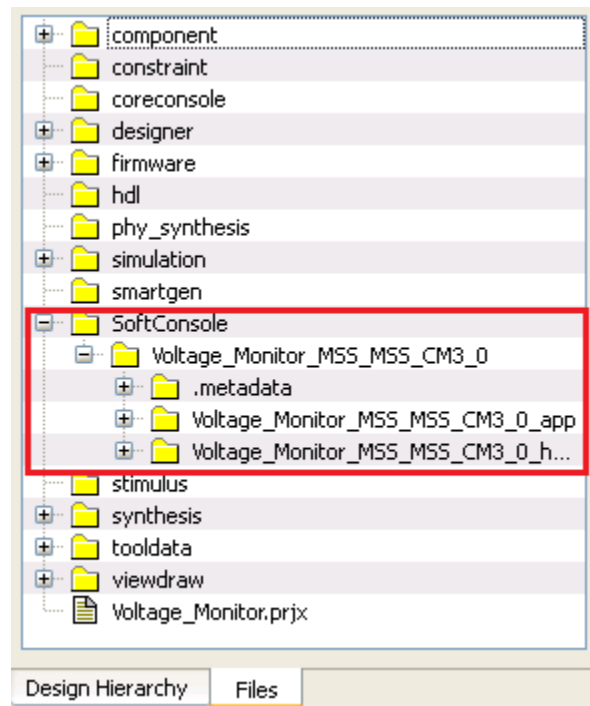 component
constraint
coreconsole
designer
firmware
hdl
phy_synthesis
simulation
smartgen
SoftConsole
Voltage_Monitor_MSS_MSS_CM3_0
.metadata
Voltage_Monitor_MSS_MSS_CM3_0_app
Voltage_Monitor_MSS_MSS_CM3_0_h...
stimulus
synthesis
tooldata
viewdraw
Voltage_Monitor.prjx
Design Hierarchy Files